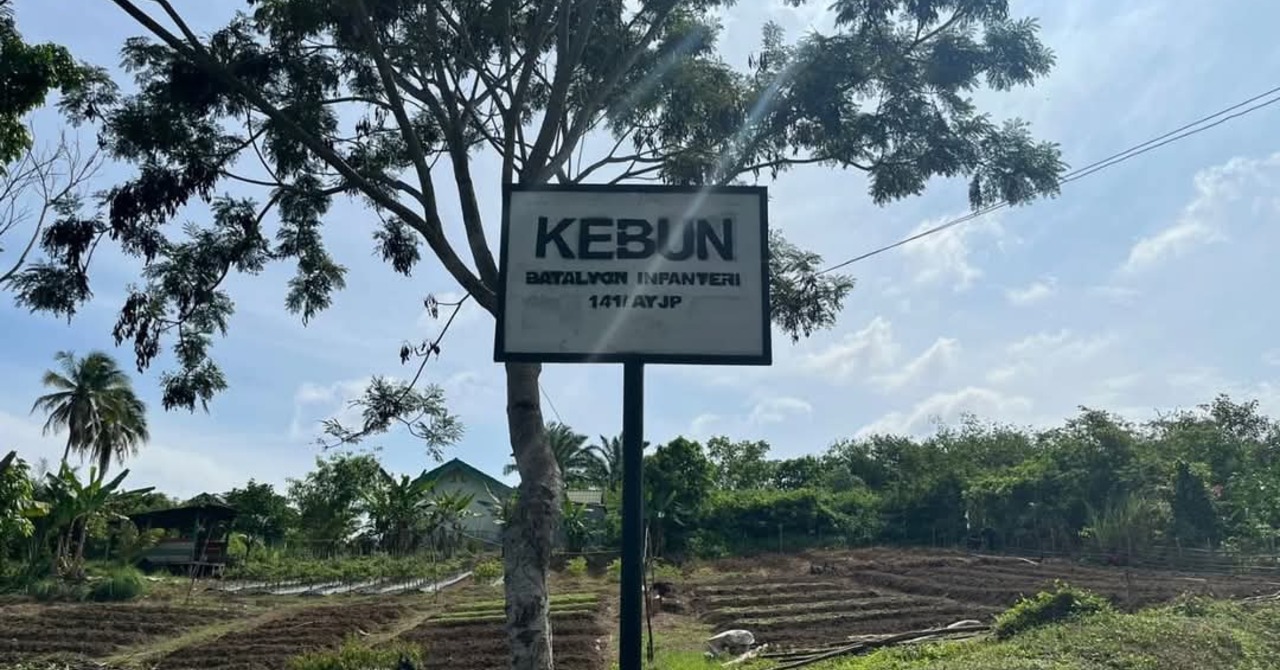 KEBUN
BATALYON INFANTERI
141/AYJP